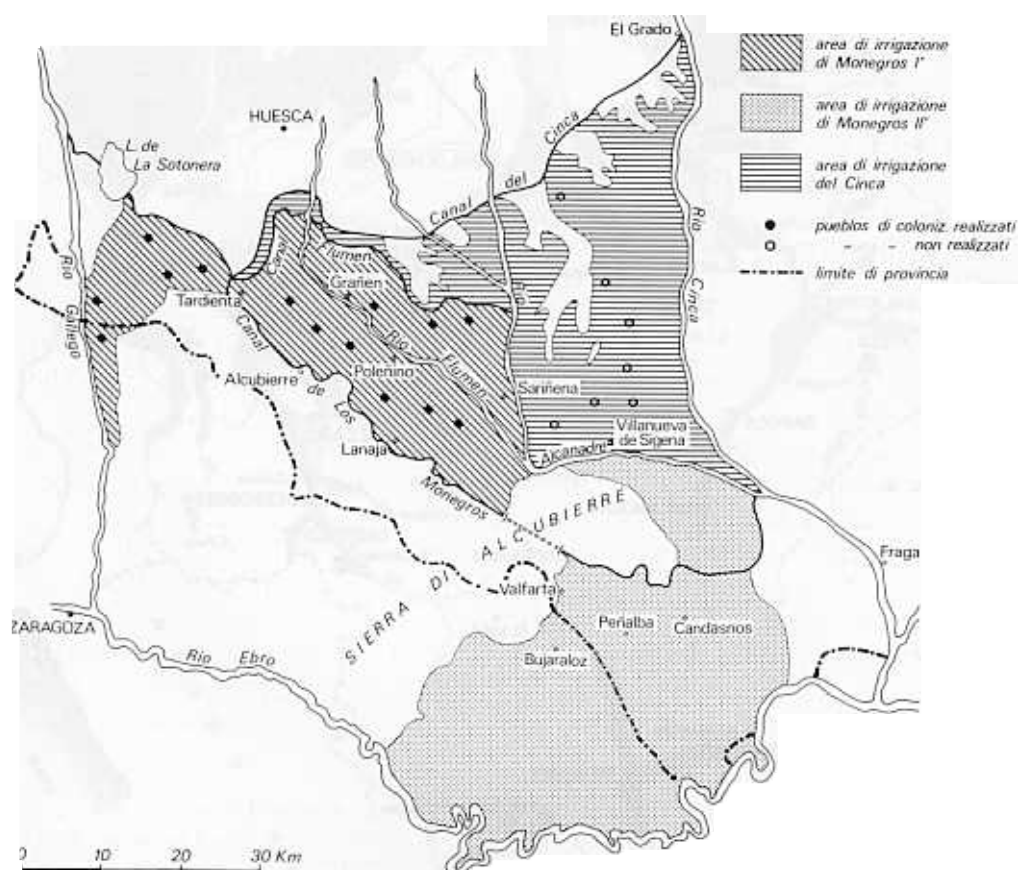 El Grado
area di irrigazione
di Monegros I°
HUESCA
area di irrigazione
di Monegros II°
L. de
La Sotonera
Canal del Cinca
area di irrigazione
del Cinca
Rio Cinca
pueblos di coloniz. realizzati
" " non realizzati
limite di provincia
Rio Gallego
Canal
Flumen
Grañen
Tardienta
Rio
Canal de Los Monegros
Rio Flumen
Poleñino
Alcubierre
Sariñena
Villanueva
de Sigena
Lanaja
Alcanadre
SIERRA DI ALCUBIERRE
Fraga
Valfarta
ZARAGOZA
Peñalba
Candasnos
Bujaraloz
Rio Ebro
0 10 20 30 Km